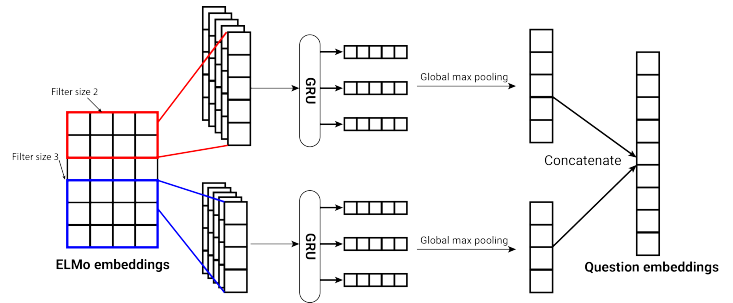 Filter size 2
Filter size 3
ELMo embeddings
GRU
Global max pooling
GRU
Global max pooling
Concatenate
Question embeddings